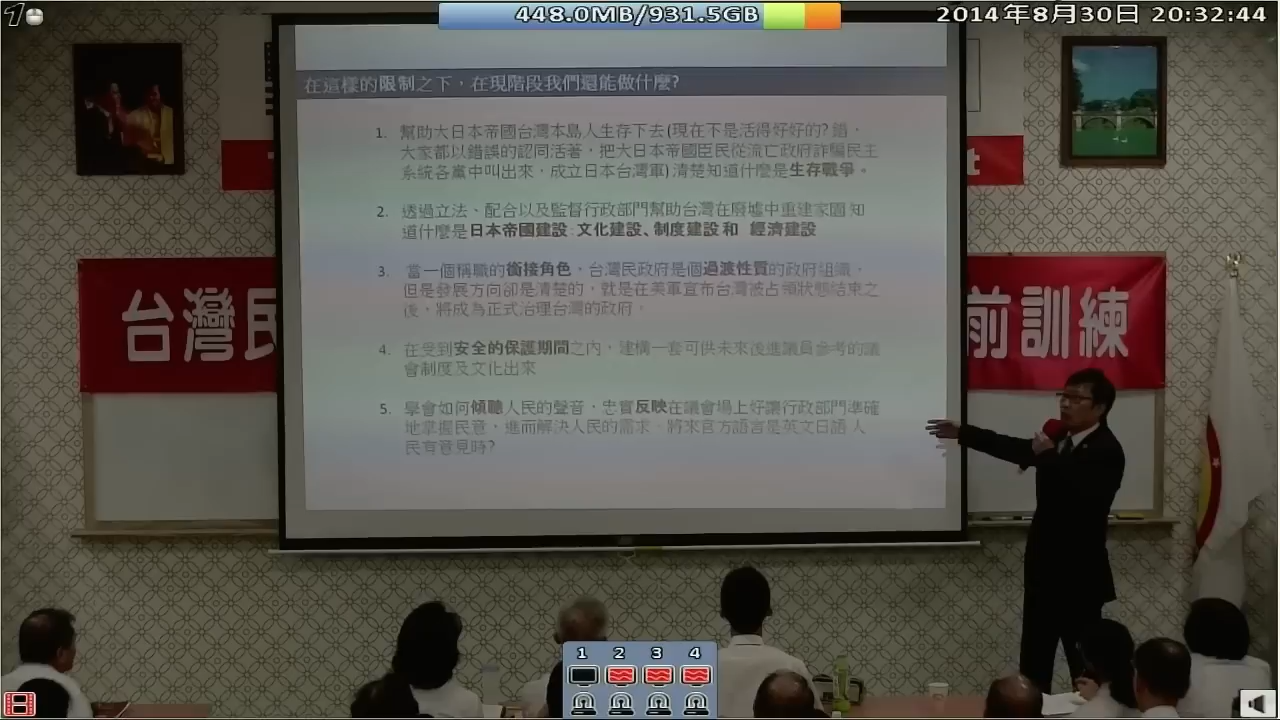 448.0MB/931.5GB
2014年8月30日 20:32:44
在這樣的限制之下，在現階段我們還能做什麼?
1. 幫助大日本帝國台灣本島人生存下去(現在不是活得好好的? 錯，
大家都以錯誤的認同活著，把大日本帝國臣民從流亡政府詐騙民主
系統各黨中叫出來，成立日本台灣軍) 清楚知道什麼是生存戰爭。
2. 透過立法、配合以及監督行政部門幫助台灣在廢墟中重建家園 知
道什麼是日本帝國建設 文化建設、制度建設 和 經濟建設
3. 當一個稱職的銜接角色，台灣民政府是個過渡性質的政府組織，
但是發展方向卻是清楚的，就是在美軍宣布台灣被占領狀態結束之
後，將成為正式治理台灣的政府。
4. 在受到安全的保護期間之內，建構一套可供未來後進議員參考的議
會制度及文化出來
5. 學會如何傾聽人民的聲音，忠實反映在議會場上好讓行政部門準確
地掌握民意、進而解決人民的需求、將來官方語言是英文日語 人
民有意見時?
台灣民
前訓練
t
1 2 3 4